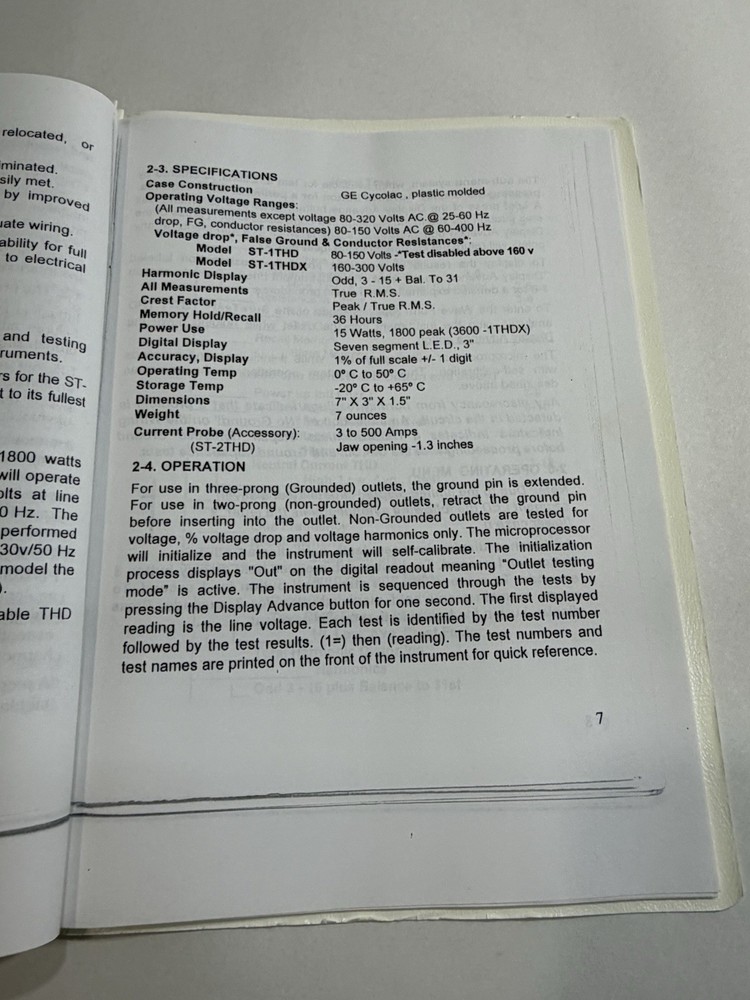 relocated, or
minated.
sily met.
by improved
uate wiring.
ability for full
to electrical
and testing
ruments.
rs for the ST-
t to its fullest
1800 watts
will operate
olts at line
0 Hz. The
performed
30v/50 Hz
model the
).
able THD
2-3. SPECIFICATIONS
Case Construction GE Cycolac , plastic molded
Operating Voltage Ranges:
(All measurements except voltage 80-320 Volts AC @ 25-60 Hz
drop, FG, conductor resistances) 80-150 Volts AC @ 60-400 Hz
Voltage drop*, False Ground & Conductor Resistances*:
Model ST-1THD 80-150 Volts -*Test disabled above 160 v
Model ST-1THDX 160-300 Volts
Harmonic Display Odd, 3 - 15 + Bal. To 31
All Measurements True R.M.S.
Crest Factor Peak / True R.M.S.
Memory Hold/Recall 36 Hours
Power Use 15 Watts, 1800 peak (3600 -1THDX)
Digital Display Seven segment L.E.D., 3"
Accuracy, Display 1% of full scale +/- 1 digit
Operating Temp 0° C to 50° C
Storage Temp -20° C to +65° C
Dimensions 7" X 3" X 1.5"
Weight 7 ounces
Current Probe (Accessory): 3 to 500 Amps
(ST-2THD) Jaw opening -1.3 inches
2-4. OPERATION
For use in three-prong (Grounded) outlets, the ground pin is extended.
For use in two-prong (non-grounded) outlets, retract the ground pin
before inserting into the outlet. Non-Grounded outlets are tested for
voltage, % voltage drop and voltage harmonics only. The microprocessor
will initialize and the instrument will self-calibrate. The initialization
process displays "Out" on the digital readout meaning "Outlet testing
mode" is active. The instrument is sequenced through the tests by
pressing the Display Advance button for one second. The first displayed
reading is the line voltage. Each test is identified by the test number
followed by the test results. (1=) then (reading). The test numbers and
test names are printed on the front of the instrument for quick reference.
7